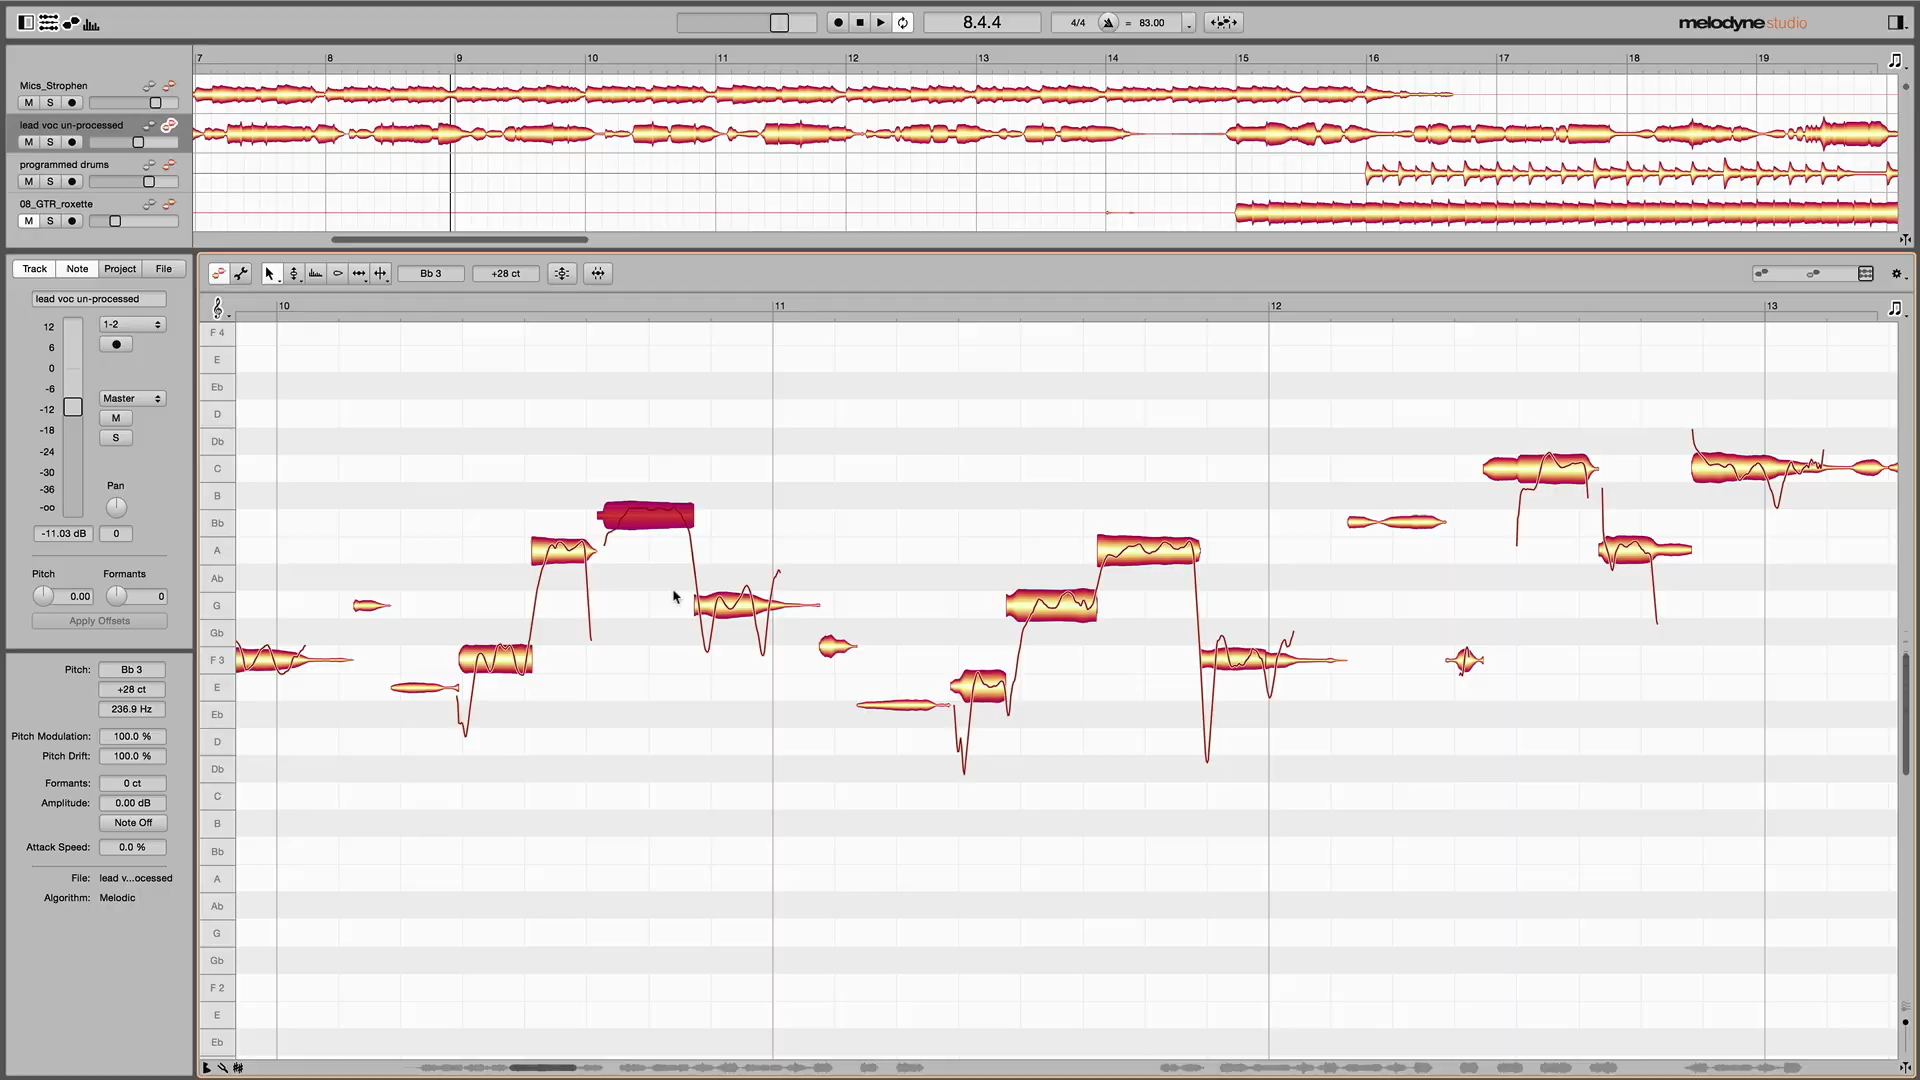 8.4.4
4/4 = 83.00
melodyne studio
7 8 9 10 11 12 13 14 15 16 17 18 19
Mics_Strophen
M S
lead voc un-processed
M S
programmed drums
M S
08_GTR_roxette
M S
Track Note Project File
Bb 3 +28 ct
lead voc un-processed
10 11 12 13
12
6
0
-6
-12
-18
-24
-30
-36
-oo
1-2
Master
M
S
Pan
-11.03 dB 0
Pitch Formants
0.00 0
Apply Offsets
Pitch: Bb 3
+28 ct
236.9 Hz
Pitch Modulation: 100.0 %
Pitch Drift: 100.0 %
Formants: 0 ct
Amplitude: 0.00 dB
Note Off
Attack Speed: 0.0 %
File: lead v...ocessed
Algorithm: Melodic
F 4
E
Eb
D
Db
C
B
Bb
A
Ab
G
Gb
F 3
E
Eb
D
Db
C
B
Bb
A
Ab
G
Gb
F 2
E
Eb